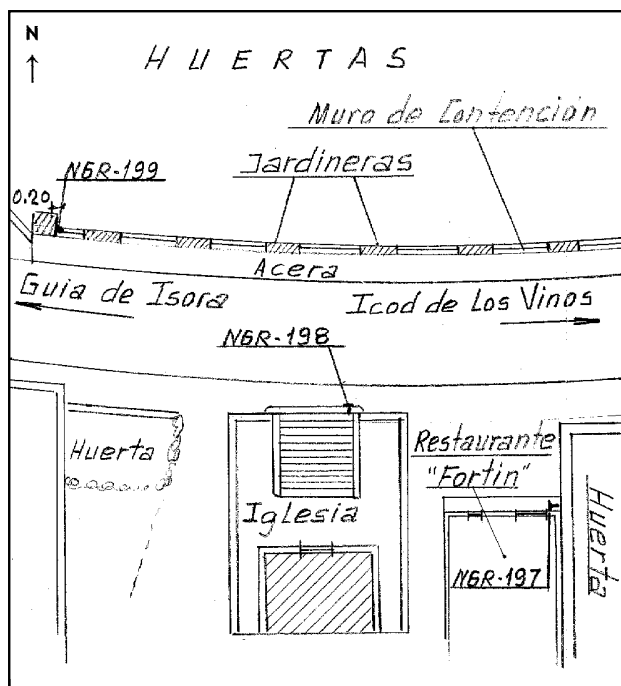 N
HUERTAS
Muro de Contención
Jardineras
NGR-199
0.20
Acera
Guia de Isora
Icod de Los Vinos
NGR-198
Huerta
Restaurante
"Fortin"
Iglesia
NGR-197
Huerta